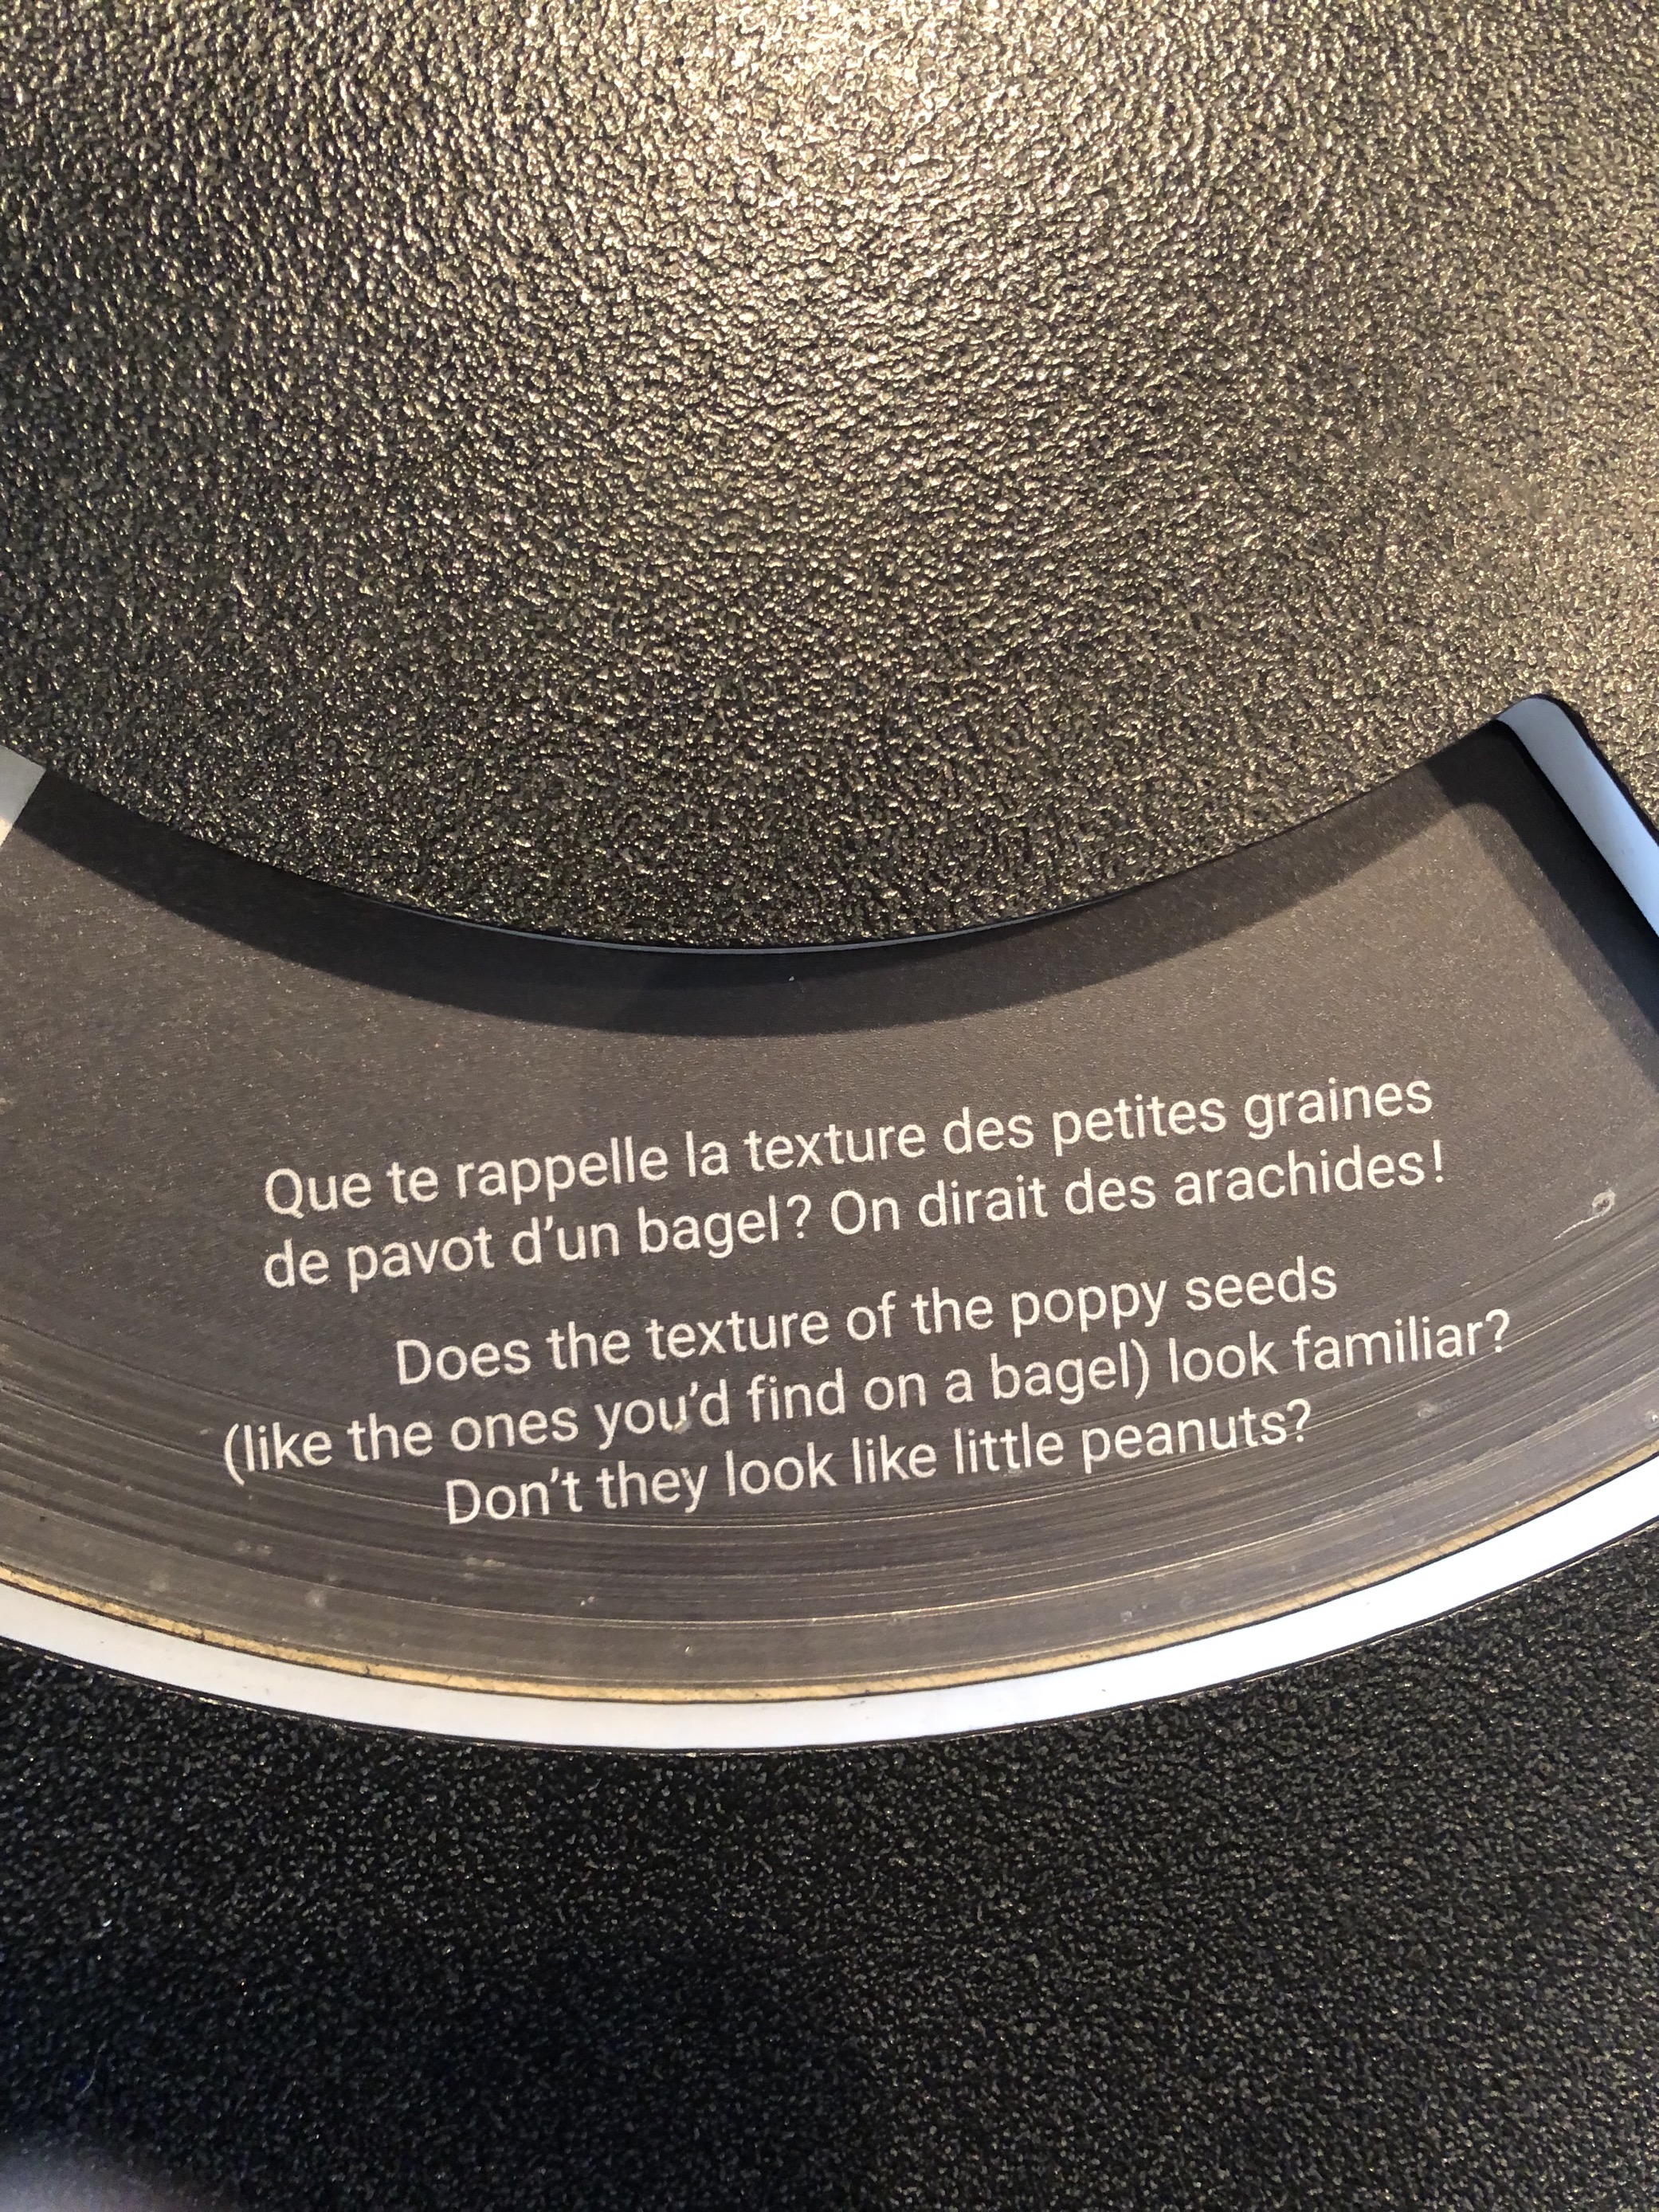 Que te rappelle la texture des petites graines
de pavot d'un bagel? On dirait des arachides!
Does the texture of the poppy seeds
(like the ones you'd find on a bagel) look familiar?
Don't they look like little peanuts?